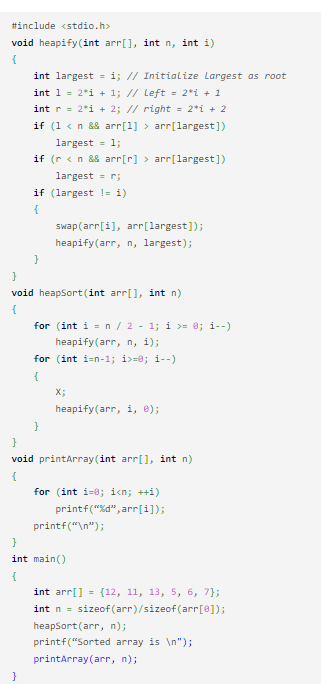 #include <stdio.h>
void heapify(int arr[], int n, int i)
{
    int largest = i; // Initialize largest as root
    int l = 2*i + 1; // left = 2*i + 1
    int r = 2*i + 2; // right = 2*i + 2
    if (l < n && arr[l] > arr[largest])
        largest = l;
    if (r < n && arr[r] > arr[largest])
        largest = r;
    if (largest != i)
    {
        swap(arr[i], arr[largest]);
        heapify(arr, n, largest);
    }
}
void heapSort(int arr[], int n)
{
    for (int i = n / 2 - 1; i >= 0; i--)
        heapify(arr, n, i);
    for (int i=n-1; i>=0; i--)
    {
        X;
        heapify(arr, i, 0);
    }
}
void printArray(int arr[], int n)
{
    for (int i=0; i<n; ++i)
        printf(“%d”,arr[i]);
    printf(“\n”);
}
int main()
{
    int arr[] = {12, 11, 13, 5, 6, 7};
    int n = sizeof(arr)/sizeof(arr[0]);
    heapSort(arr, n);
    printf(“Sorted array is \n");
    printArray(arr, n);
}